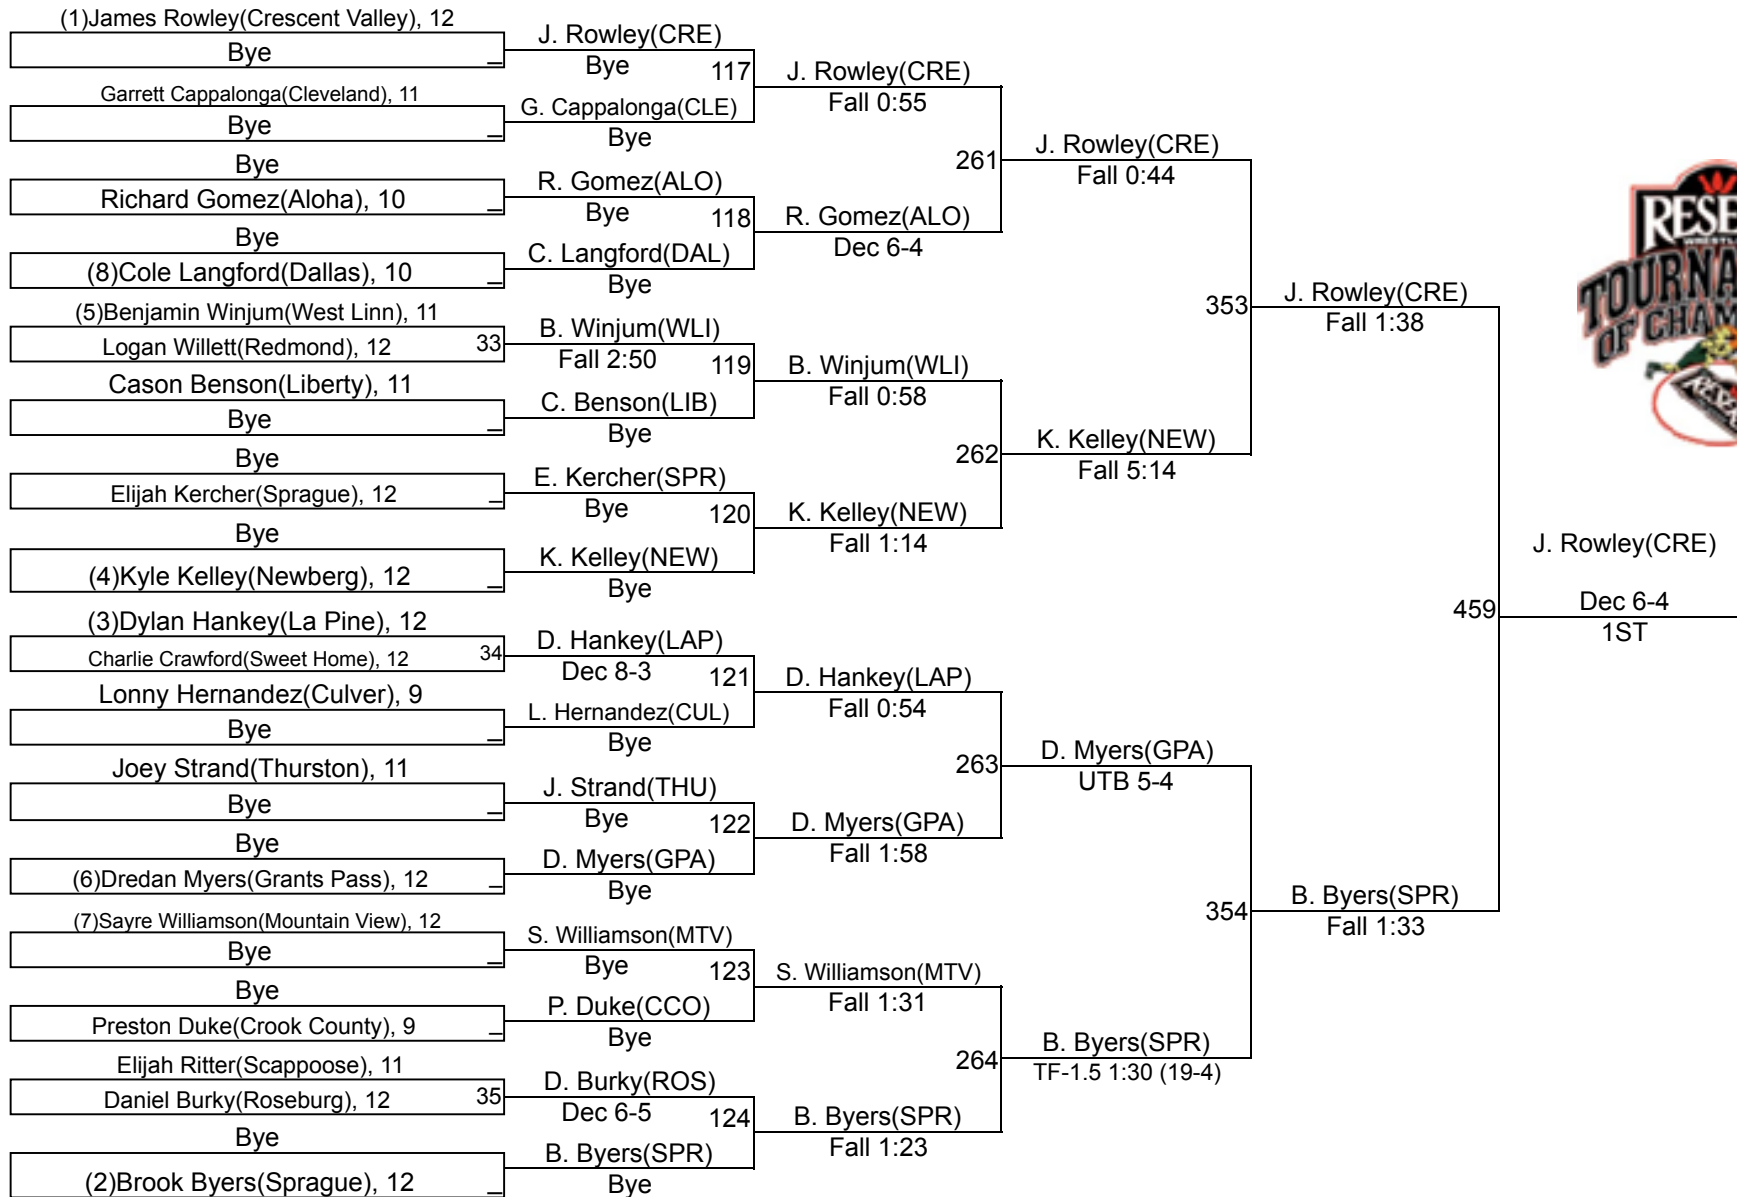 (1)James Rowley(Crescent Valley), 12
Bye
_
Garrett Cappalonga(Cleveland), 11
Bye
_
Bye
Richard Gomez(Aloha), 10
_
Bye
(8)Cole Langford(Dallas), 10
_
(5)Benjamin Winjum(West Linn), 11
Logan Willett(Redmond), 12
33
Cason Benson(Liberty), 11
Bye
_
Bye
Elijah Kercher(Sprague), 12
_
Bye
(4)Kyle Kelley(Newberg), 12
_
(3)Dylan Hankey(La Pine), 12
Charlie Crawford(Sweet Home), 12
34
Lonny Hernandez(Culver), 9
Bye
_
Joey Strand(Thurston), 11
Bye
_
Bye
(6)Dredan Myers(Grants Pass), 12
_
(7)Sayre Williamson(Mountain View), 12
Bye
_
Bye
Preston Duke(Crook County), 9
_
Elijah Ritter(Scappoose), 11
Daniel Burky(Roseburg), 12
35
Bye
(2)Brook Byers(Sprague), 12
_
J. Rowley(CRE)
Bye
117
G. Cappalonga(CLE)
Bye
R. Gomez(ALO)
Bye
118
C. Langford(DAL)
Bye
B. Winjum(WLI)
Fall 2:50
119
C. Benson(LIB)
Bye
E. Kercher(SPR)
Bye
120
K. Kelley(NEW)
Bye
D. Hankey(LAP)
Dec 8-3
121
L. Hernandez(CUL)
Bye
J. Strand(THU)
Bye
122
D. Myers(GPA)
Bye
S. Williamson(MTV)
Bye
123
P. Duke(CCO)
Bye
D. Burky(ROS)
Dec 6-5
124
B. Byers(SPR)
Bye
J. Rowley(CRE)
Fall 0:55
261
R. Gomez(ALO)
Dec 6-4
B. Winjum(WLI)
Fall 0:58
262
K. Kelley(NEW)
Fall 1:14
D. Hankey(LAP)
Fall 0:54
263
D. Myers(GPA)
Fall 1:58
S. Williamson(MTV)
Fall 1:31
264
B. Byers(SPR)
Fall 1:23
J. Rowley(CRE)
Fall 0:44
353
K. Kelley(NEW)
Fall 5:14
D. Myers(GPA)
UTB 5-4
354
B. Byers(SPR)
TF-1.5 1:30 (19-4)
J. Rowley(CRE)
Fall 1:38
459
B. Byers(SPR)
Fall 1:33
J. Rowley(CRE)
Dec 6-4
1ST
RESE
TOURNA
OF CHAM